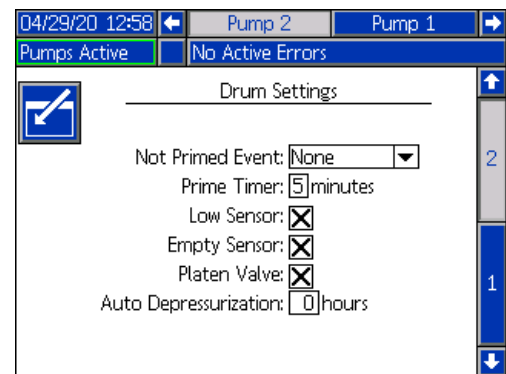 04/29/20 12:58 Pump 2 Pump 1
Pumps Active No Active Errors
Drum Settings
Not Primed Event: None
2
Prime Timer: 5 minutes
Low Sensor:
Empty Sensor:
Platen Valve:
1
Auto Depressurization: 0 hours